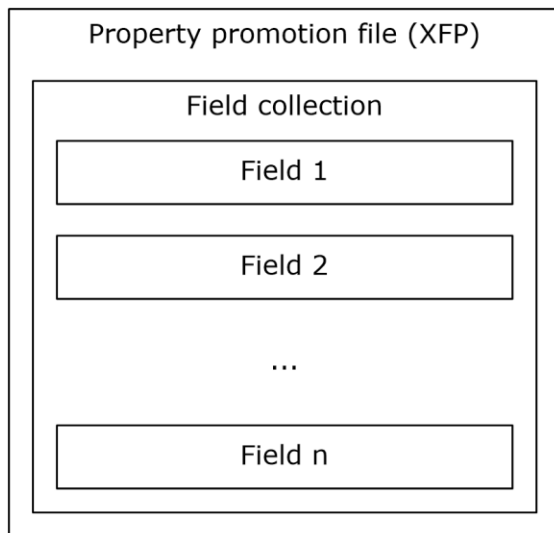 Property promotion file (XFP)
Field collection
Field 1
Field 2
...
Field n